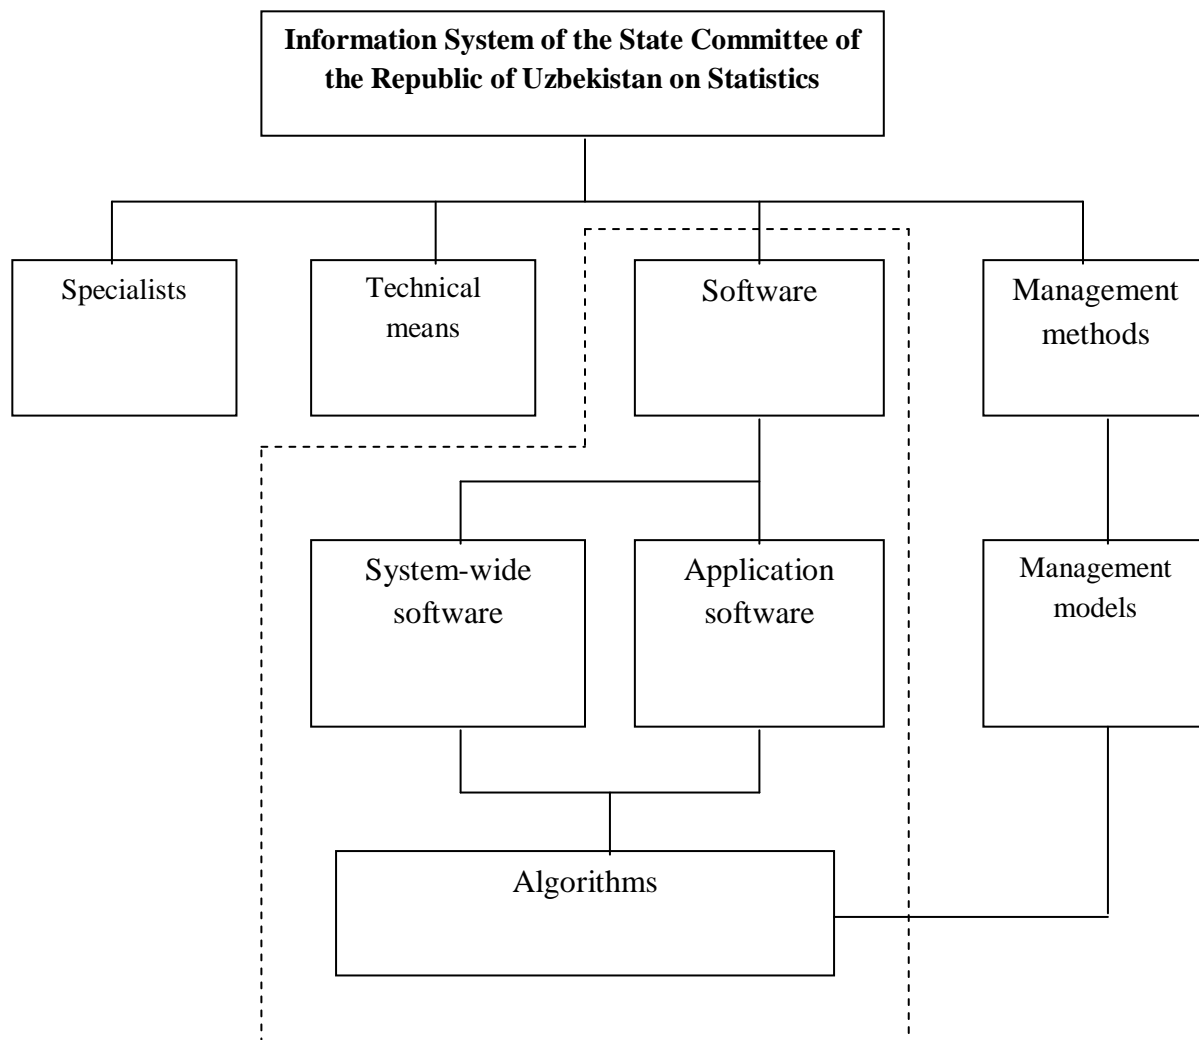 Information System of the State Committee of
the Republic of Uzbekistan on Statistics
Specialists
Technical
means
Software
Management
methods
System-wide
software
Application
software
Management
models
Algorithms